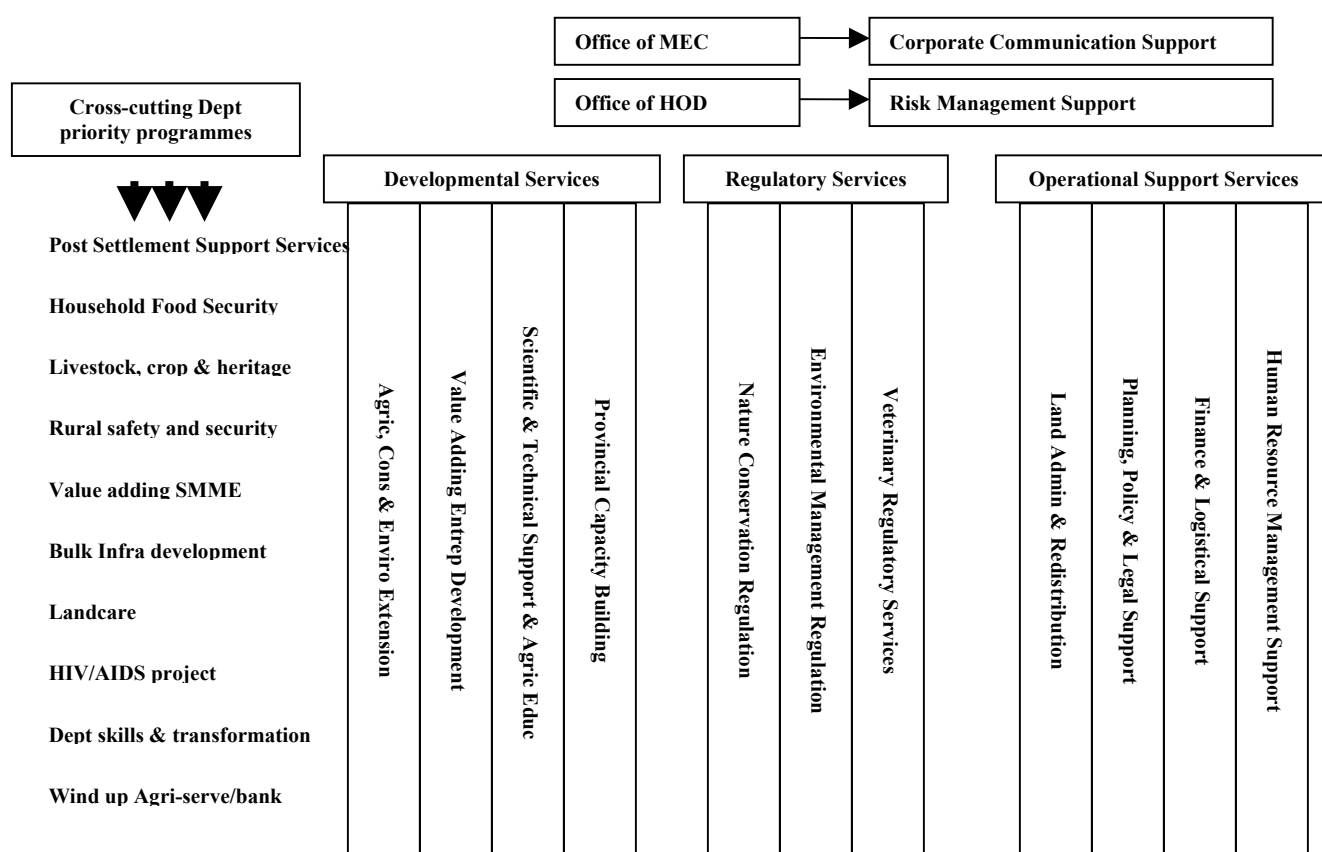 Office of MEC
Corporate Communication Support
Office of HOD
Risk Management Support
Cross-cutting Dept
priority programmes
Developmental Services
Regulatory Services
Operational Support Services
Post Settlement Support Services
Household Food Security
Livestock, crop & heritage
Rural safety and security
Value adding SMME
Bulk Infra development
Landcare
HIV/AIDS project
Dept skills & transformation
Wind up Agri-serve/bank
Agric, Cons & Enviro Extension
Value Adding Entrep Development
Scientific & Technical Support & Agric Educ
Provincial Capacity Building
Nature Conservation Regulation
Environmental Management Regulation
Veterinary Regulatory Services
Land Admin & Redistribution
Planning, Policy & Legal Support
Finance & Logistical Support
Human Resource Management Support